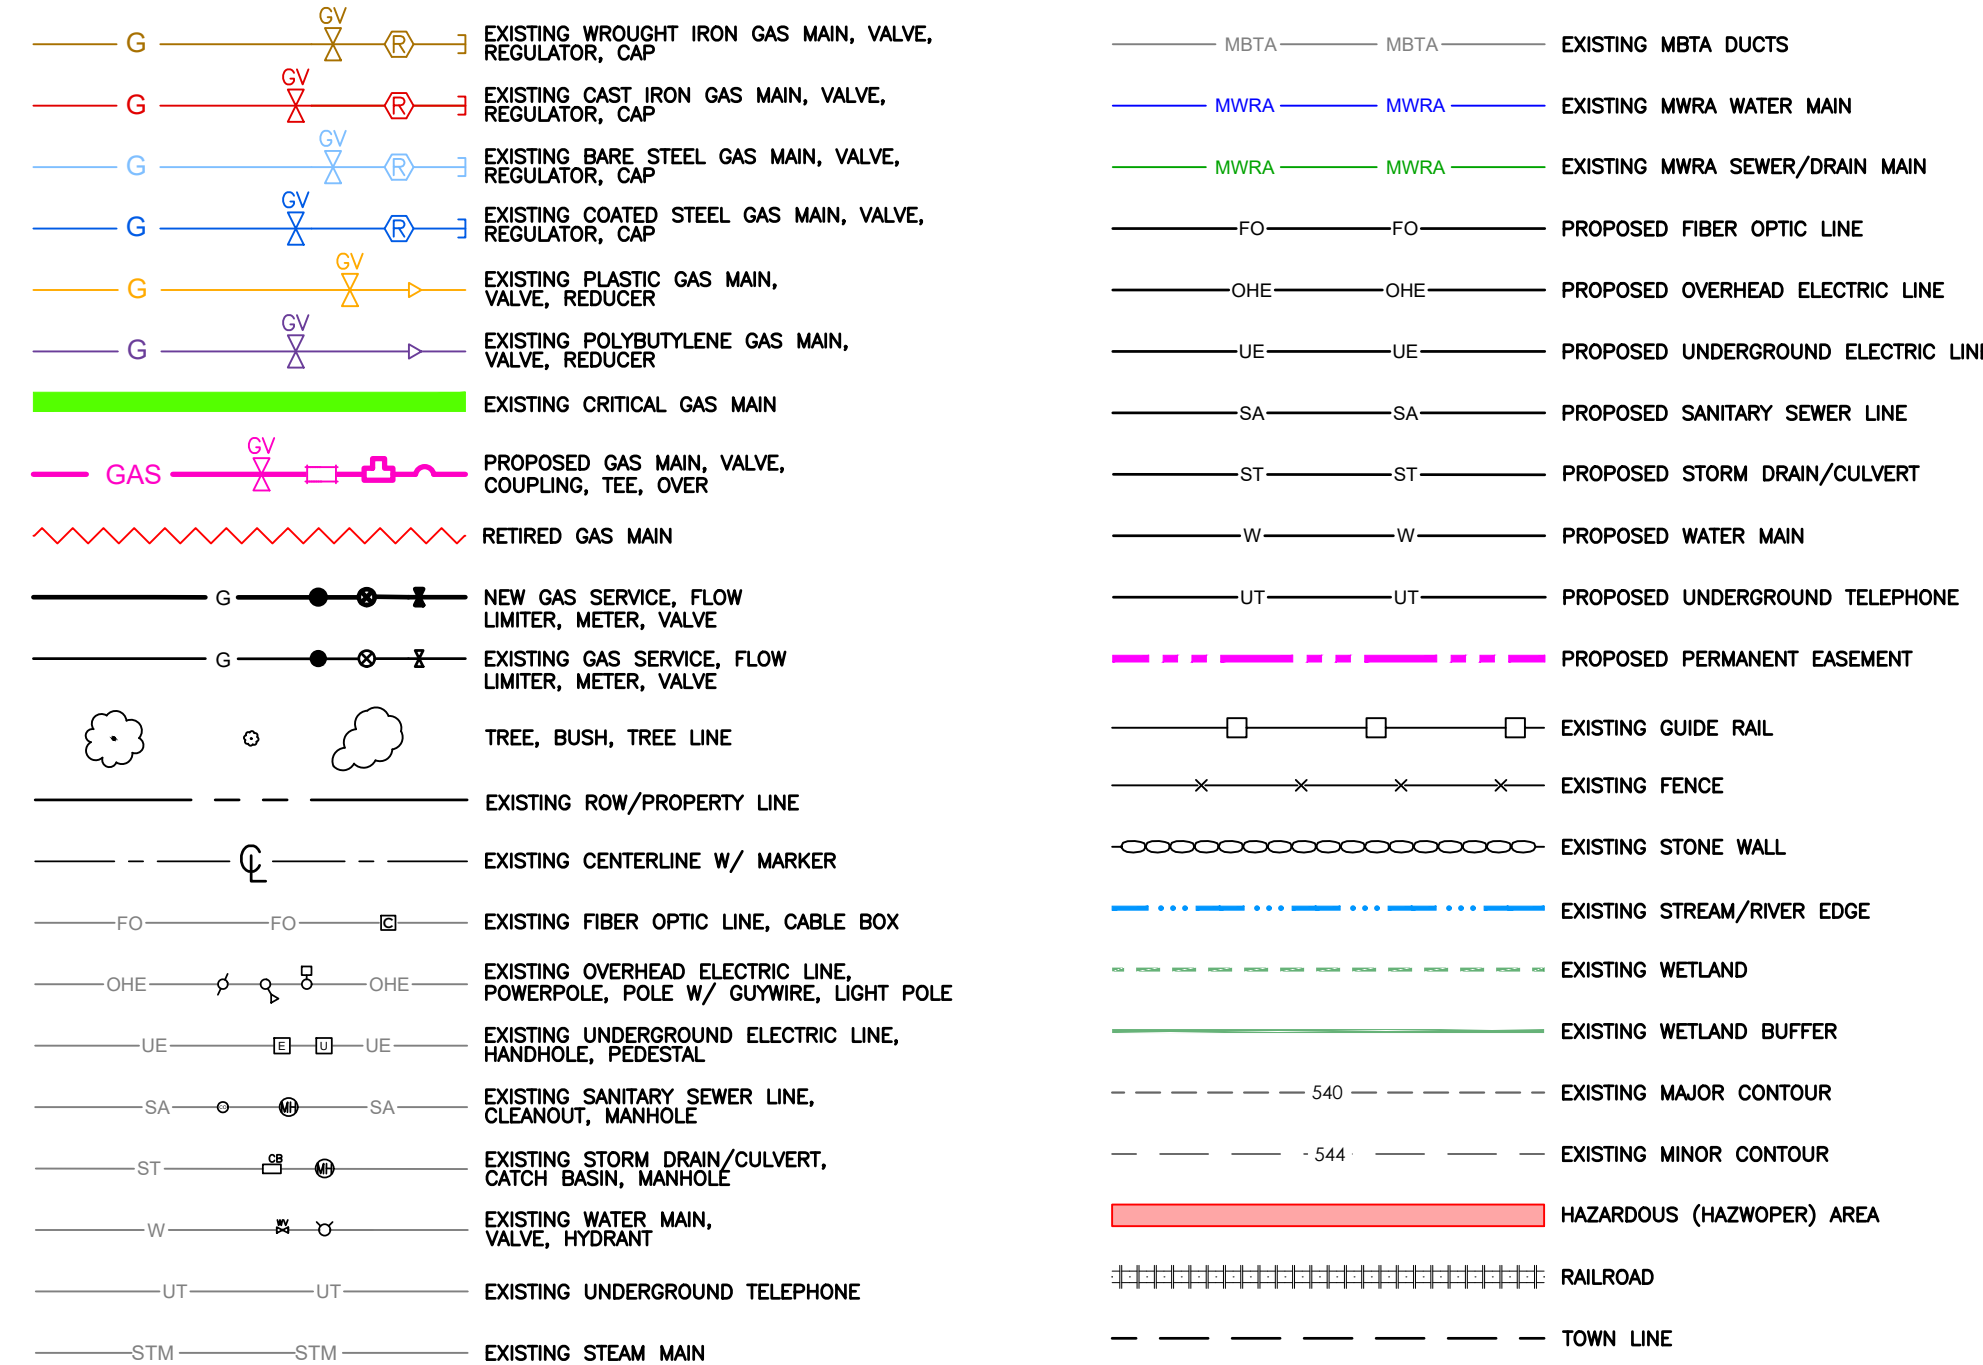 GV
G
R
EXISTING WROUGHT IRON GAS MAIN, VALVE,
REGULATOR, CAP
GV
G
R
EXISTING CAST IRON GAS MAIN, VALVE,
REGULATOR, CAP
GV
G
R
EXISTING BARE STEEL GAS MAIN, VALVE,
REGULATOR, CAP
GV
G
R
EXISTING COATED STEEL GAS MAIN, VALVE,
REGULATOR, CAP
GV
G
EXISTING PLASTIC GAS MAIN,
VALVE, REDUCER
GV
G
EXISTING POLYBUTYLENE GAS MAIN,
VALVE, REDUCER
EXISTING CRITICAL GAS MAIN
GV
GAS
PROPOSED GAS MAIN, VALVE,
COUPLING, TEE, OVER
RETIRED GAS MAIN
G
NEW GAS SERVICE, FLOW
LIMITER, METER, VALVE
G
EXISTING GAS SERVICE, FLOW
LIMITER, METER, VALVE
TREE, BUSH, TREE LINE
EXISTING ROW/PROPERTY LINE
CL
EXISTING CENTERLINE W/ MARKER
FO FO C
EXISTING FIBER OPTIC LINE, CABLE BOX
OHE OHE
EXISTING OVERHEAD ELECTRIC LINE,
POWERPOLE, POLE W/ GUYWIRE, LIGHT POLE
UE E U UE
EXISTING UNDERGROUND ELECTRIC LINE,
HANDHOLE, PEDESTAL
SA CO MH SA
EXISTING SANITARY SEWER LINE,
CLEANOUT, MANHOLE
ST CB MH
EXISTING STORM DRAIN/CULVERT,
CATCH BASIN, MANHOLE
W WV
EXISTING WATER MAIN,
VALVE, HYDRANT
UT UT
EXISTING UNDERGROUND TELEPHONE
STM STM
EXISTING STEAM MAIN
MBTA MBTA
EXISTING MBTA DUCTS
MWRA MWRA
EXISTING MWRA WATER MAIN
MWRA MWRA
EXISTING MWRA SEWER/DRAIN MAIN
FO FO
PROPOSED FIBER OPTIC LINE
OHE OHE
PROPOSED OVERHEAD ELECTRIC LINE
UE UE
PROPOSED UNDERGROUND ELECTRIC LINE
SA SA
PROPOSED SANITARY SEWER LINE
ST ST
PROPOSED STORM DRAIN/CULVERT
W W
PROPOSED WATER MAIN
UT UT
PROPOSED UNDERGROUND TELEPHONE
PROPOSED PERMANENT EASEMENT
EXISTING GUIDE RAIL
EXISTING FENCE
EXISTING STONE WALL
EXISTING STREAM/RIVER EDGE
EXISTING WETLAND
EXISTING WETLAND BUFFER
540
EXISTING MAJOR CONTOUR
544
EXISTING MINOR CONTOUR
HAZARDOUS (HAZWOPER) AREA
RAILROAD
TOWN LINE